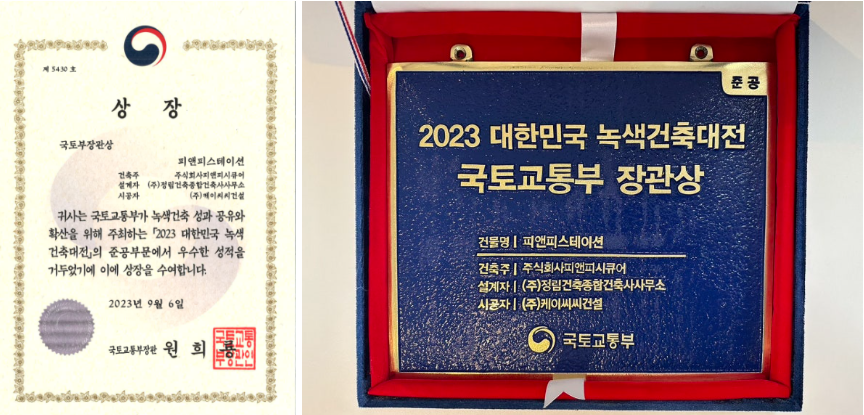 제 5430 호
상 장
국토부장관상
피앤피스테이션
건축주 주식회사피앤피시큐어
설계자 (주)정림건축종합건축사사무소
시공자 (주)케이씨씨건설
귀사는 국토교통부가 녹색건축 성과 공유와
확산을 위해 주최하는 「2023 대한민국 녹색
건축대전」의 준공부문에서 우수한 성적을
거두었기에 이에 상장을 수여합니다.
2023년 9월 6일
국토교통부장관 원 희 룡
국토교통
부장관인
준공
2023 대한민국 녹색건축대전
국토교통부 장관상
건물명 | 피앤피스테이션
건축주 | 주식회사피앤피시큐어
설계자 | (주)정림건축종합건축사사무소
시공자 | (주)케이씨씨건설
국토교통부